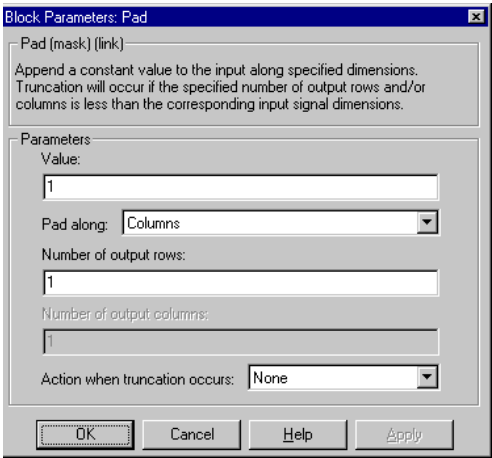 Block Parameters: Pad
Pad (mask) (link)
Append a constant value to the input along specified dimensions.
Truncation will occur if the specified number of output rows and/or
columns is less than the corresponding input signal dimensions.
Parameters
Value:
1
Pad along: Columns
Number of output rows:
1
Number of output columns:
1
Action when truncation occurs: None
OK Cancel Help Apply